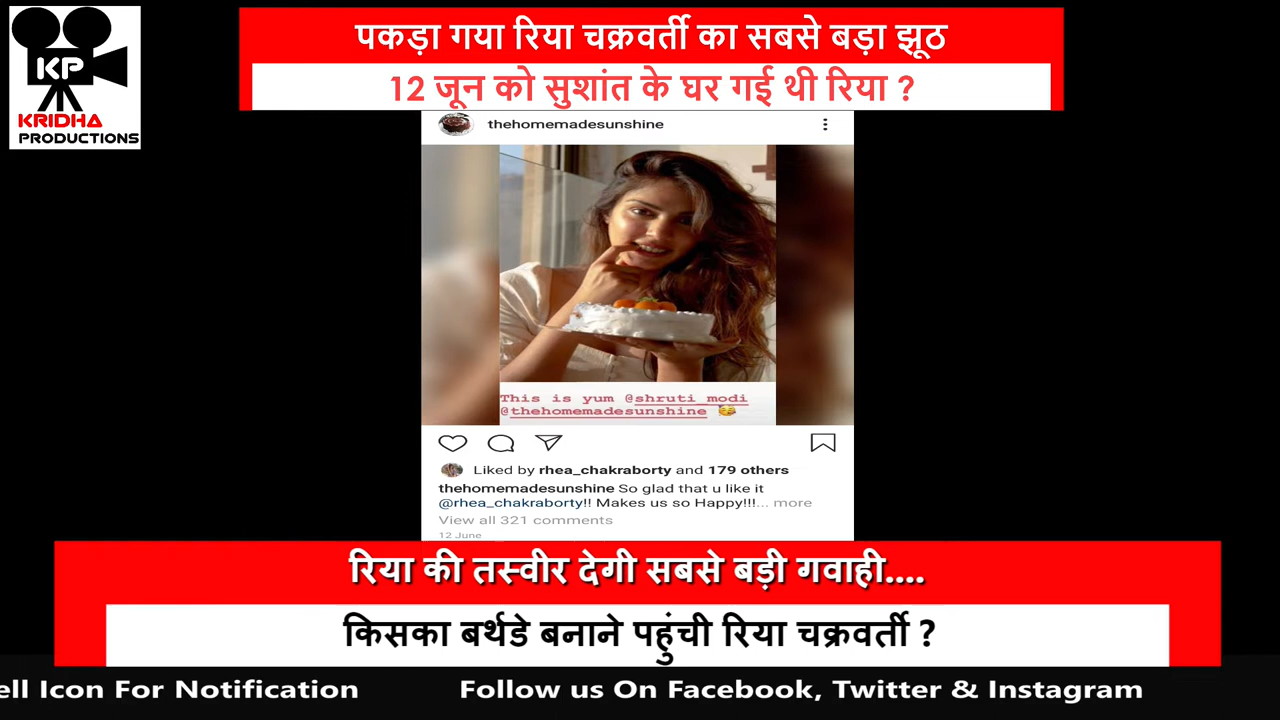 KP
KRIDHA
PRODUCTIONS
पकड़ा गया रिया चक्रवर्ती का सबसे बड़ा झूठ
12 जून को सुशांत के घर गई थी रिया ?
thehomemadesunshine
This is yum @shruti_modi
@thehomemadesunshine
Liked by rhea_chakraborty and 179 others
thehomemadesunshine So glad that u like it
@rhea_chakraborty!! Makes us so Happy!!!... more
View all 321 comments
12 June
रिया की तस्वीर देगी सबसे बड़ी गवाही....
किसका बर्थडे बनाने पहुंची रिया चक्रवर्ती ?
ell Icon For Notification Follow us On Facebook, Twitter & Instagram